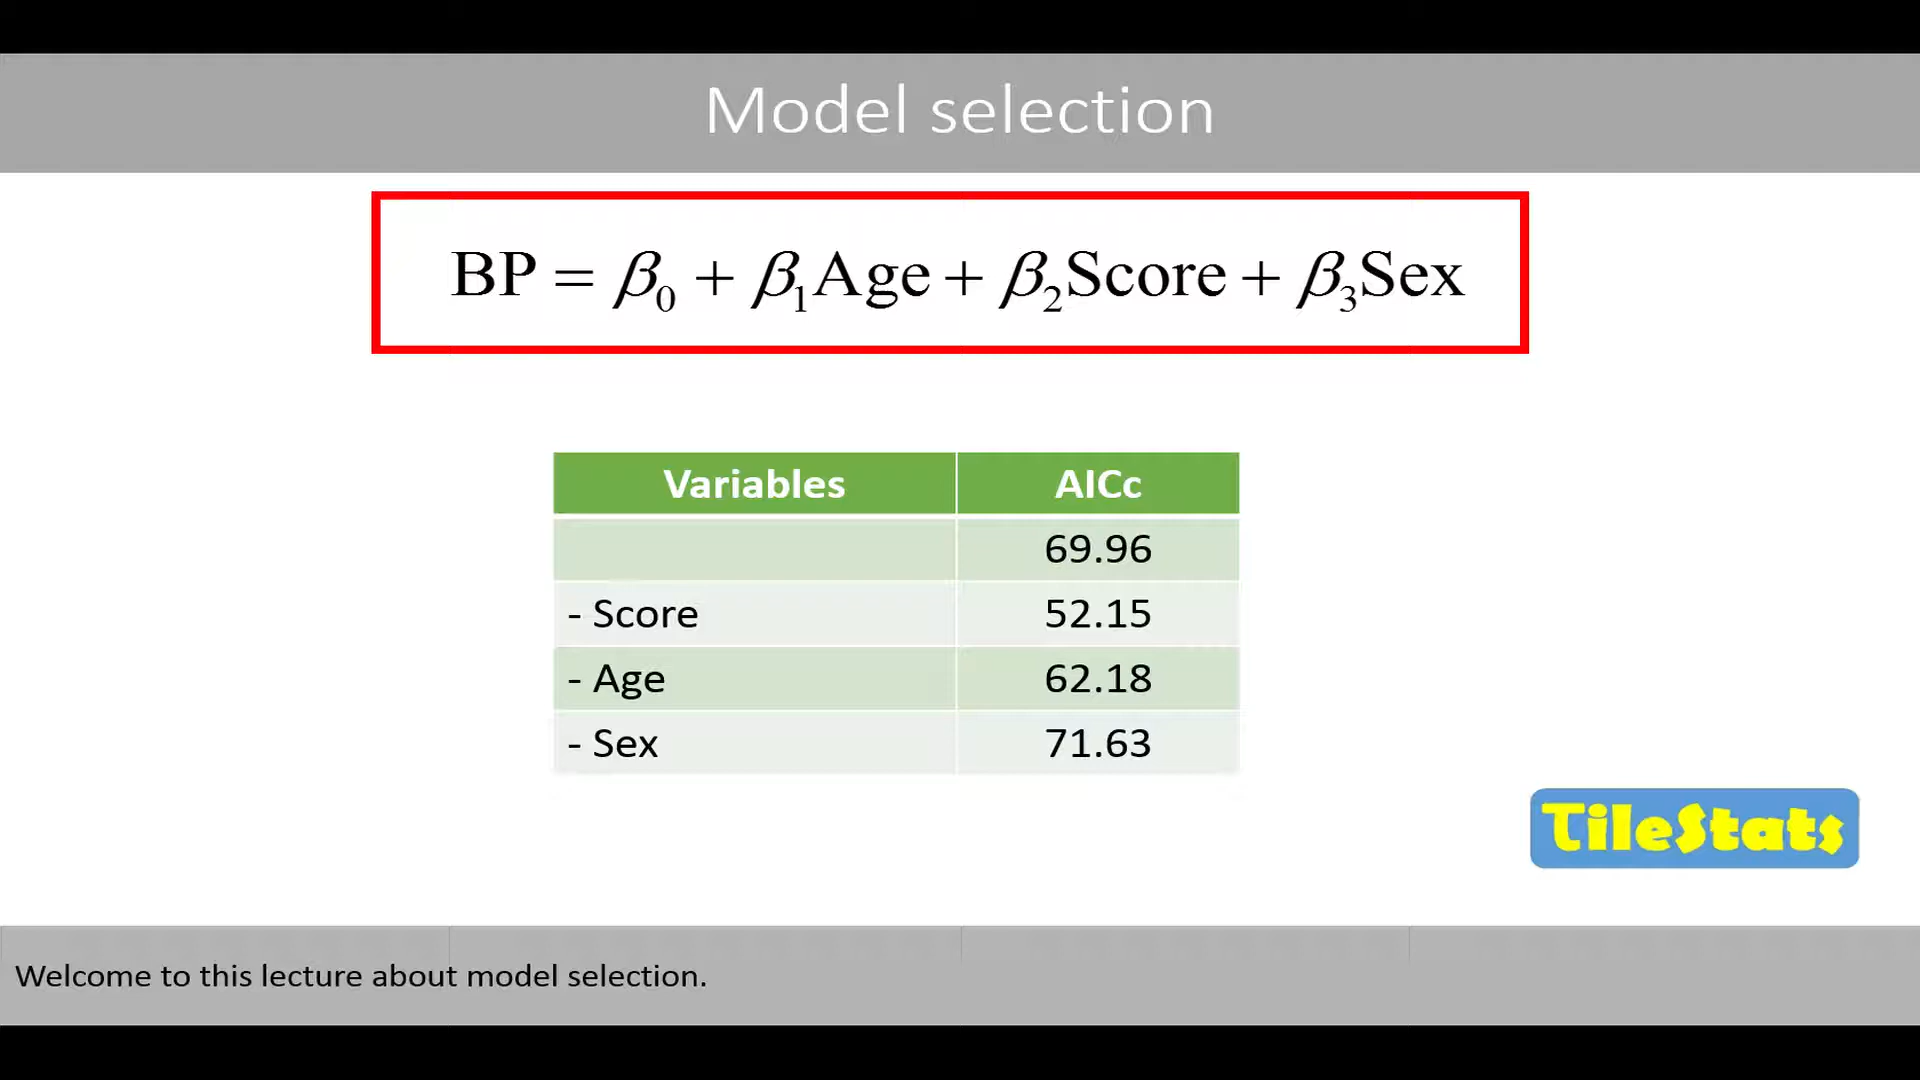 Model selection
BP = β₀ + β₁Age + β₂Score + β₃Sex
Variables AICc
69.96
- Score 52.15
- Age 62.18
- Sex 71.63
TileStats
Welcome to this lecture about model selection.